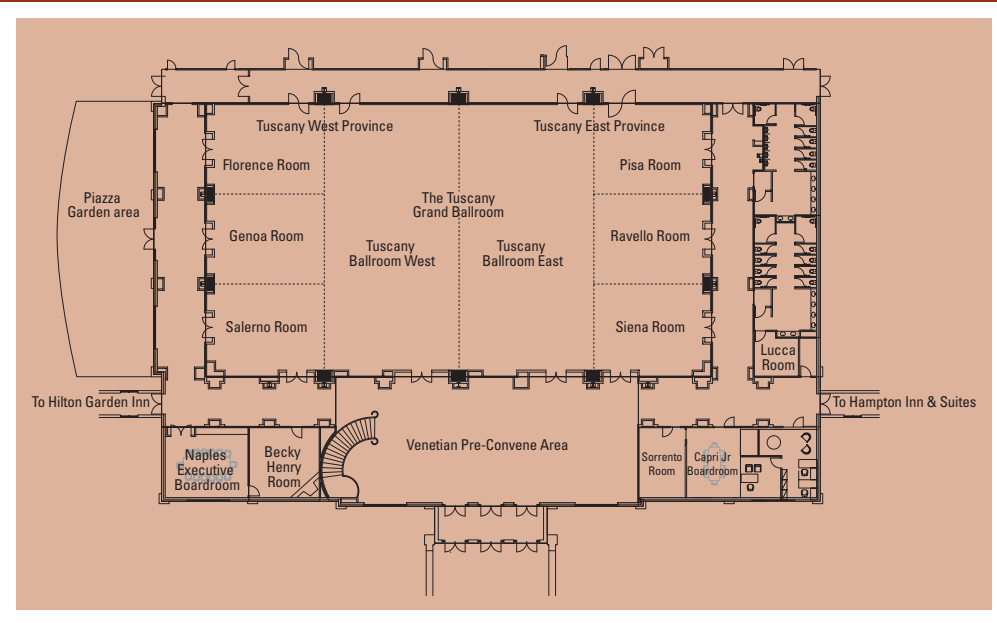 Tuscany West Province
Tuscany East Province
Florence Room
Pisa Room
Piazza
Garden area
The Tuscany
Grand Ballroom
Genoa Room
Ravello Room
Tuscany
Ballroom West
Tuscany
Ballroom East
Salerno Room
Siena Room
Lucca
Room
To Hilton Garden Inn
To Hampton Inn & Suites
Venetian Pre-Convene Area
Naples
Executive
Boardroom
Becky
Henry
Room
Sorrento
Room
Capri Jr
Boardroom